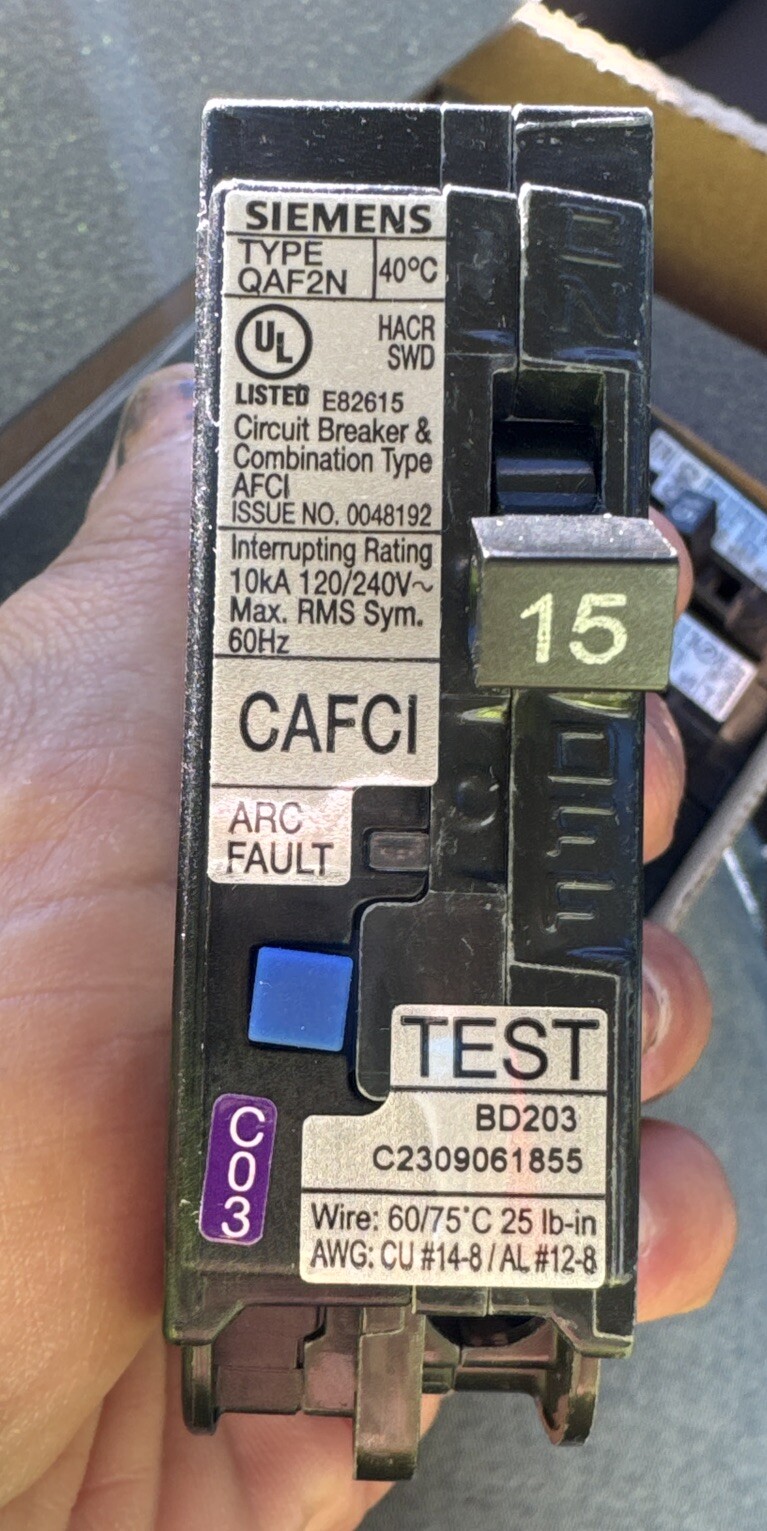 SIEMENS
TYPE
QAF2N
40°C
UL
HACR
SWD
LISTED E82615
Circuit Breaker &
Combination Type
AFCI
ISSUE NO. 0048192
Interrupting Rating
10kA 120/240V~
Max. RMS Sym.
60Hz
CAFCI
ARC
FAULT
ON
15
OFF
TEST
BD203
C2309061855
C03
Wire: 60/75°C 25 lb-in
AWG: CU #14-8 / AL #12-8